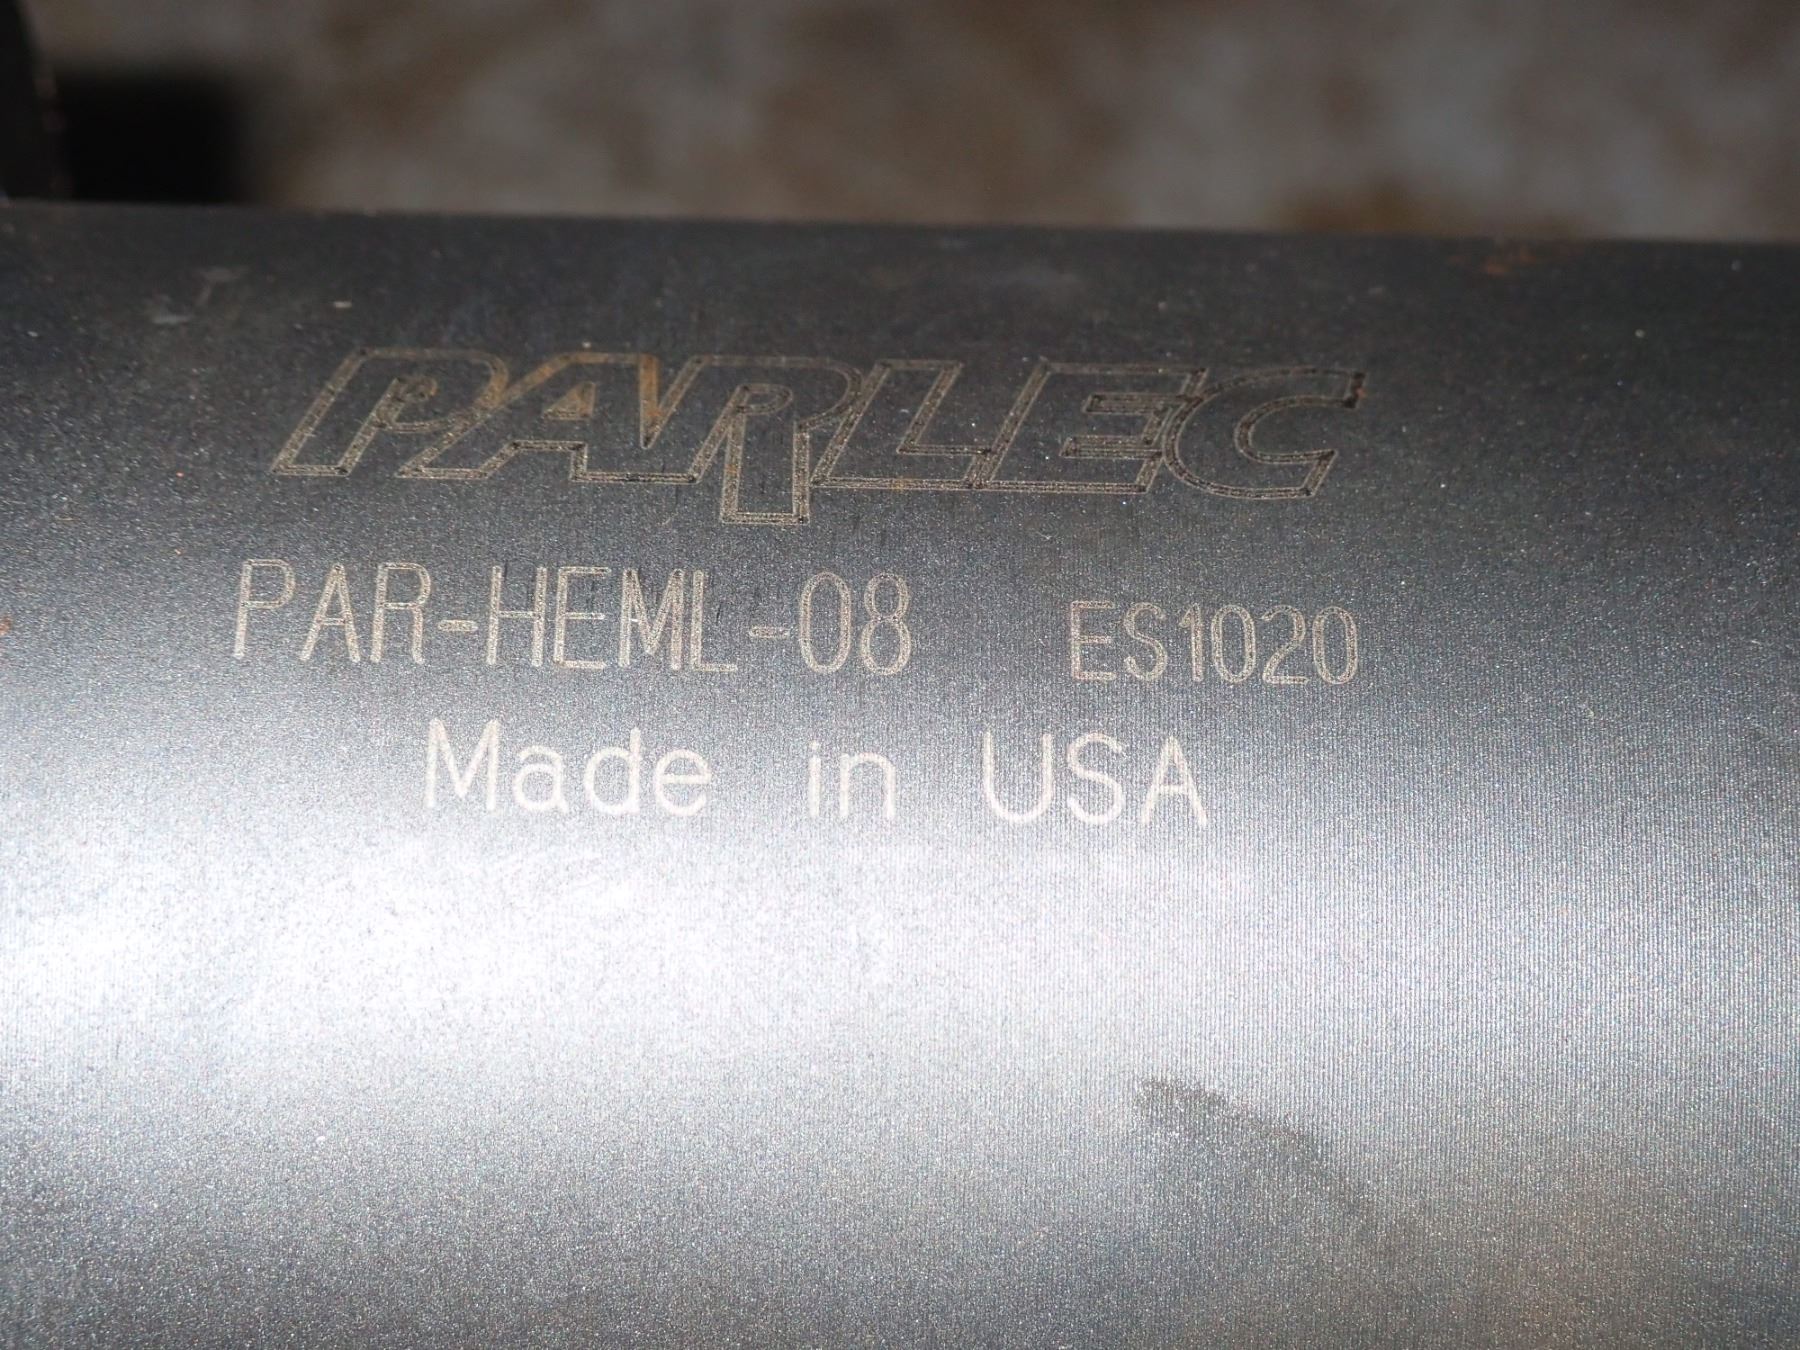 PARLEC
PAR-HEML-08 ES1020
Made in USA